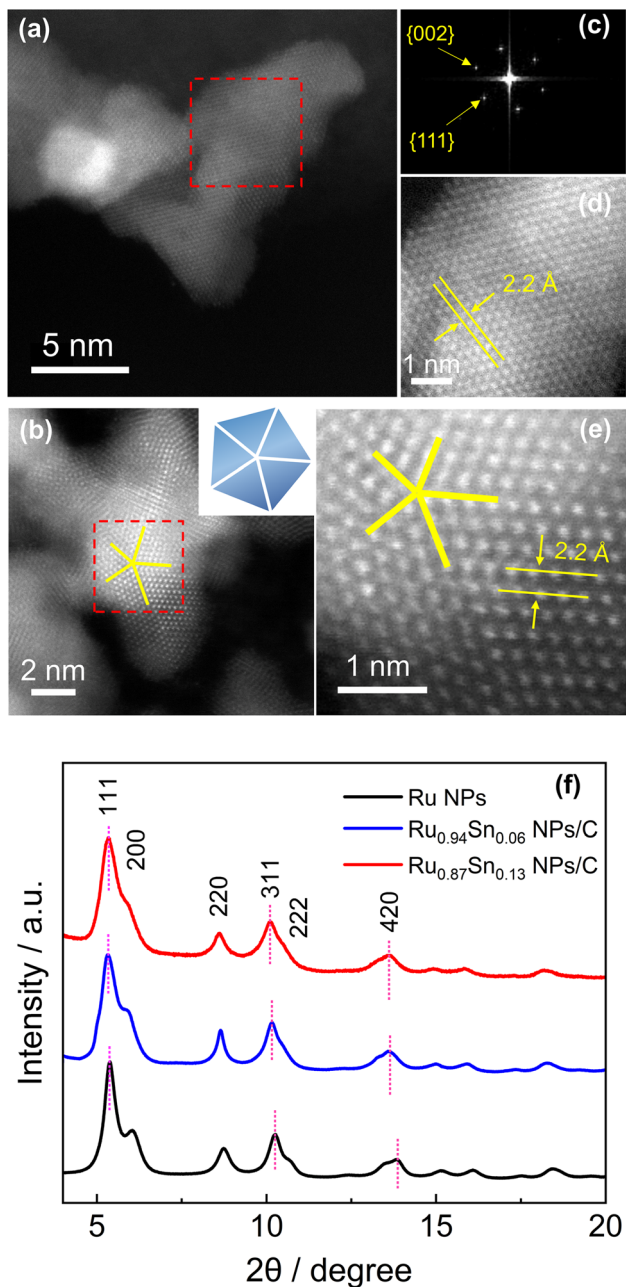 (a)
5 nm
(c)
{002}
{111}
(d)
2.2 Å
1 nm
(b)
2 nm
(e)
2.2 Å
1 nm
(f)
Ru NPs
Ru₀.₉₄Sn₀.₀₆ NPs/C
Ru₀.₈₇Sn₀.₁₃ NPs/C
111
200
220
311
222
420
Intensity / a.u.
5 10 15 20
2θ / degree